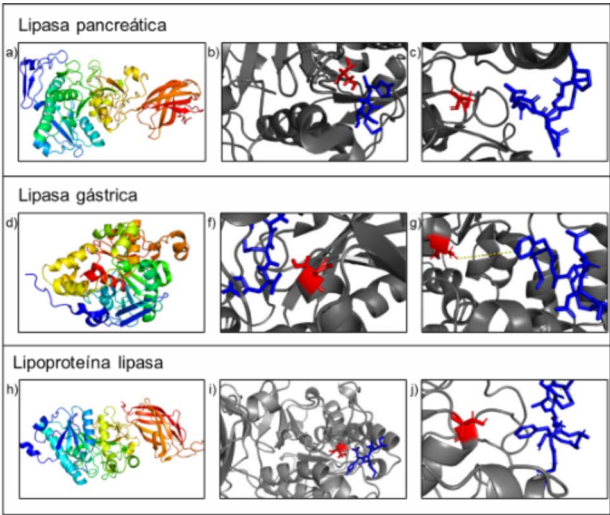 Lipasa pancreática
a) b) c)
Lipasa gástrica
d) f) g)
Lipoproteína lipasa
h) i) j)